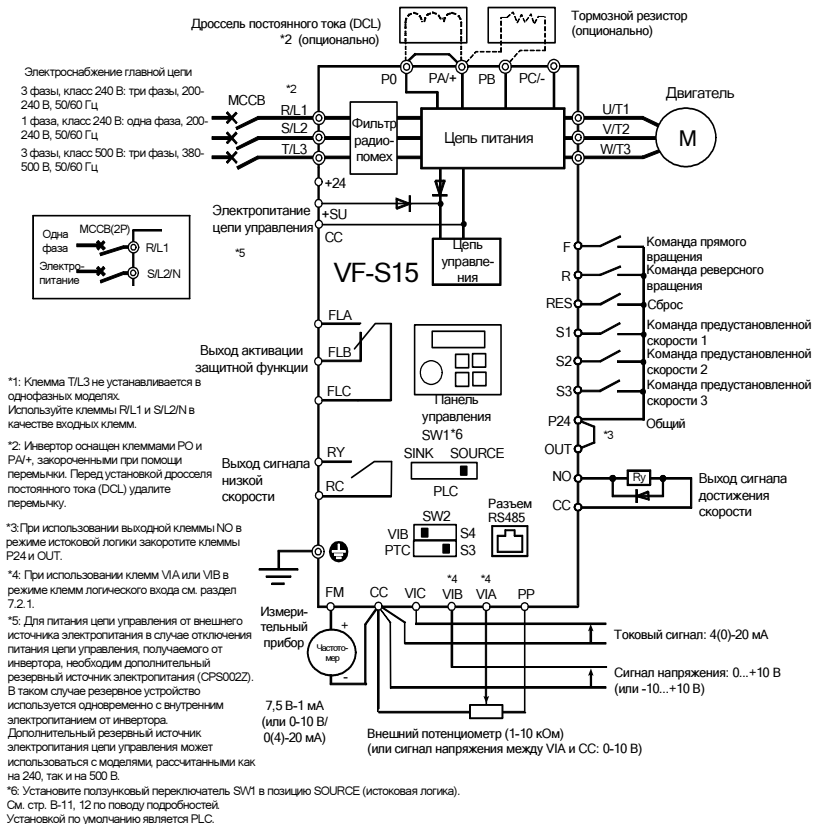 Дроссель постоянного тока (DCL)
*2 (опционально)
Тормозной резистор
(опционально)
P0
PA/+
PB
PC/-
Электроснабжение главной цепи
3 фазы, класс 240 В: три фазы, 200-
240 В, 50/60 Гц
1 фаза, класс 240 В: одна фаза, 200-
240 В, 50/60 Гц
3 фазы, класс 500 В: три фазы, 380-
500 В, 50/60 Гц
MCCB
*2
R/L1
S/L2
T/L3
Фильтр
радио-
помех
Цепь питания
U/T1
V/T2
W/T3
Двигатель
M
+24
+SU
CC
Электропитание
цепи управления
*5
Цепь
управле-
ния
VF-S15
Одна
фаза
Электро-
питание
MCCB(2P)
R/L1
S/L2/N
F
Команда прямого
вращения
R
Команда реверсного
вращения
RES
Сброс
S1
Команда предустановленной
скорости 1
S2
Команда предустановленной
скорости 2
S3
Команда предустановленной
скорости 3
P24
Общий
*3
OUT
NO
Ry
CC
Выход сигнала
достижения
скорости
FLA
FLB
FLC
Выход активации
защитной функции
Панель
управления
SW1*6
SINK SOURCE
PLC
RY
RC
Выход сигнала
низкой
скорости
SW2
VIB
S4
PTC
S3
Разъем
RS485
*1: Клемма T/L3 не устанавливается в
однофазных моделях.
Используйте клеммы R/L1 и S/L2/N в
качестве входных клемм.
*2: Инвертор оснащен клеммами PO и
PA/+, закороченными при помощи
перемычки. Перед установкой дросселя
постоянного тока (DCL) удалите
перемычку.
*3:При использовании выходной клеммы NO в
режиме истоковой логики закоротите клеммы
P24 и OUT.
*4: При использовании клемм VIA или VIB в
режиме клемм логического входа см. раздел
7.2.1.
*5: Для питания цепи управления от внешнего
источника электропитания в случае отключения
питания цепи управления, получаемого от
инвертора, необходим дополнительный
резервный источник электропитания (CPS002Z).
В таком случае резервное устройство
используется одновременно с внутренним
электропитанием от инвертора.
Дополнительный резервный источник
электропитания цепи управления может
использоваться с моделями, рассчитанными как
на 240, так и на 500 В.
*6: Установите ползунковый переключатель SW1 в позицию SOURCE (истоковая логика).
См. стр. B-11, 12 по поводу подробностей.
Установкой по умолчанию является PLC.
FM
CC
VIC
*4
VIB
*4
VIA
PP
Измери-
тельный
прибор
+
Частото-
мер
-
7,5 В-1 мА
(или 0-10 В/
0(4)-20 мА)
Токовый сигнал: 4(0)-20 мА
Сигнал напряжения: 0...+10 В
(или -10...+10 В)
Внешний потенциометр (1-10 кОм)
(или сигнал напряжения между VIA и CC: 0-10 В)